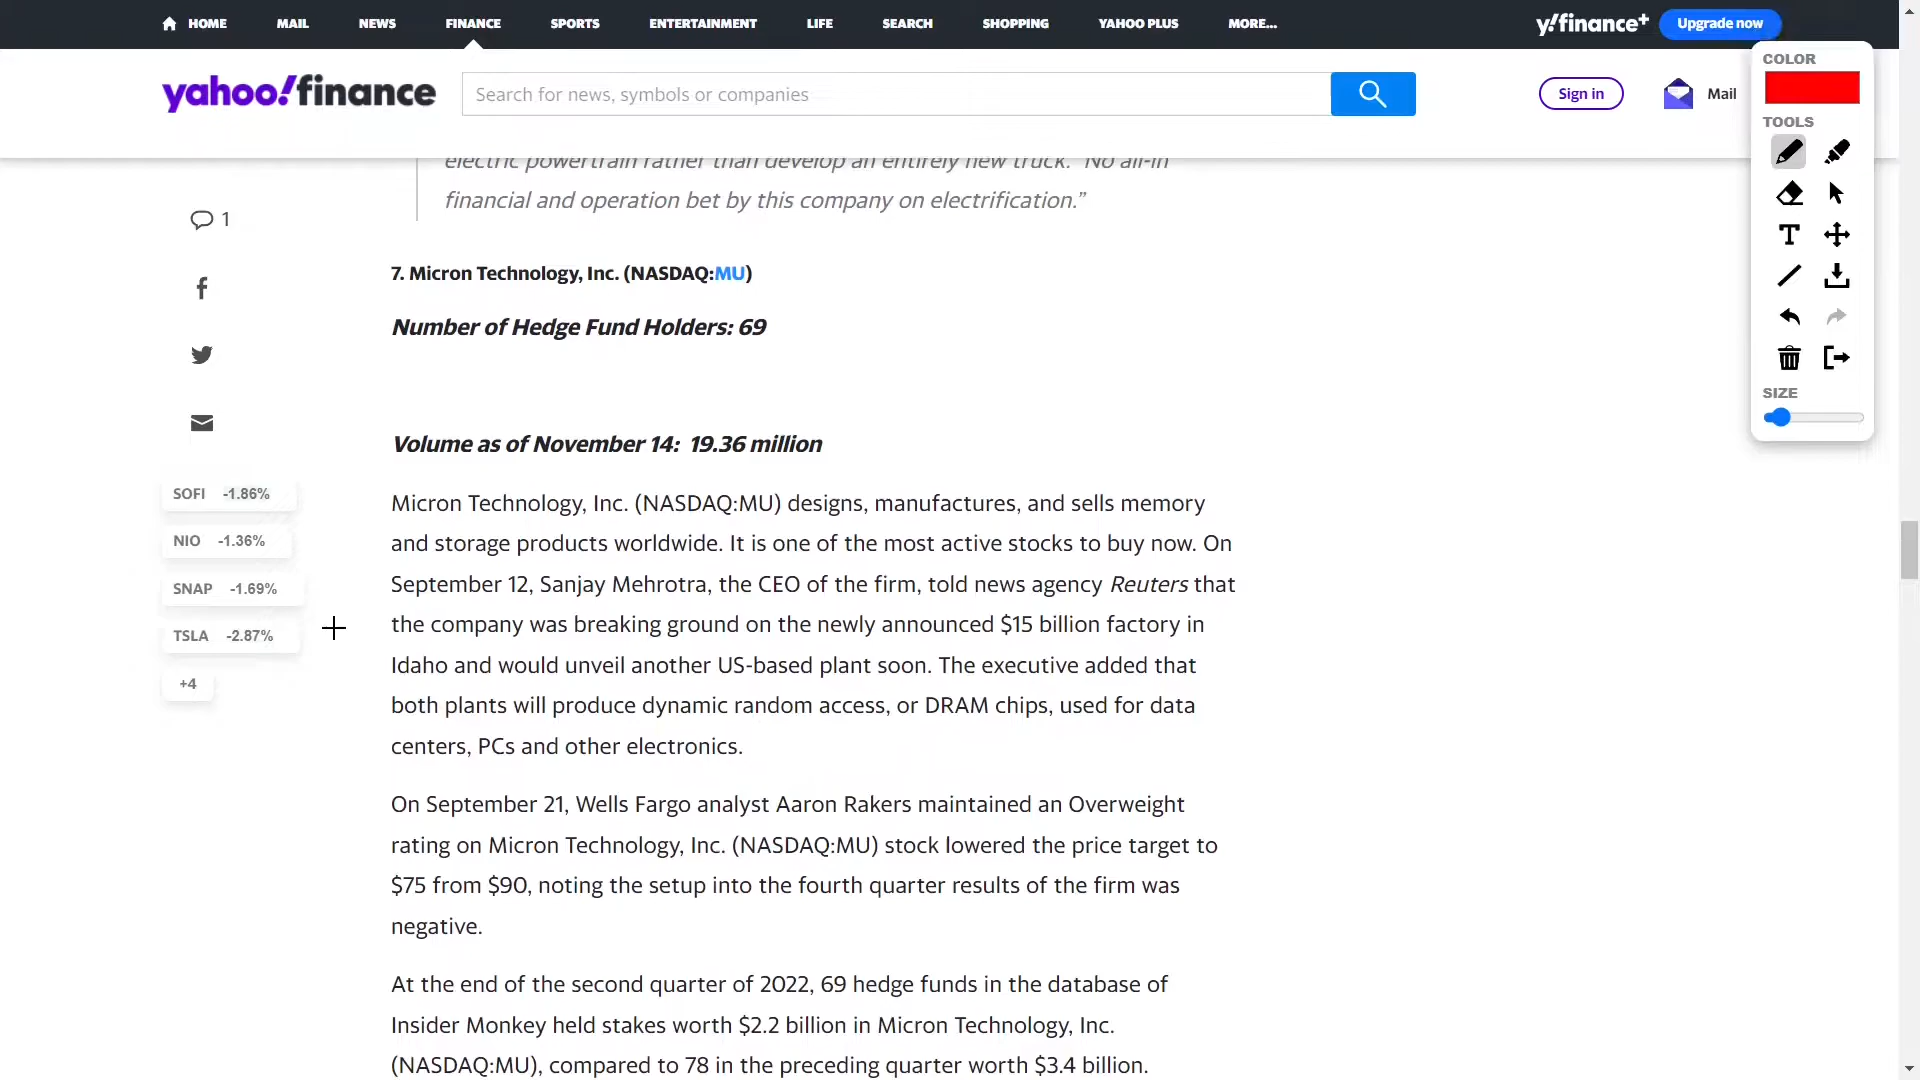 HOME MAIL NEWS FINANCE SPORTS ENTERTAINMENT LIFE SEARCH SHOPPING YAHOO PLUS MORE...
y!finance+ Upgrade now
yahoo!finance
Search for news, symbols or companies
Sign in
Mail
COLOR
TOOLS
T
SIZE
electric powertrain rather than develop an entirely new truck. “No all-in
financial and operation bet by this company on electrification.”
1
7. Micron Technology, Inc. (NASDAQ:MU)
Number of Hedge Fund Holders: 69
Volume as of November 14: 19.36 million
SOFI -1.86%
NIO -1.36%
SNAP -1.69%
TSLA -2.87%
+4
Micron Technology, Inc. (NASDAQ:MU) designs, manufactures, and sells memory
and storage products worldwide. It is one of the most active stocks to buy now. On
September 12, Sanjay Mehrotra, the CEO of the firm, told news agency Reuters that
the company was breaking ground on the newly announced $15 billion factory in
Idaho and would unveil another US-based plant soon. The executive added that
both plants will produce dynamic random access, or DRAM chips, used for data
centers, PCs and other electronics.
On September 21, Wells Fargo analyst Aaron Rakers maintained an Overweight
rating on Micron Technology, Inc. (NASDAQ:MU) stock lowered the price target to
$75 from $90, noting the setup into the fourth quarter results of the firm was
negative.
At the end of the second quarter of 2022, 69 hedge funds in the database of
Insider Monkey held stakes worth $2.2 billion in Micron Technology, Inc.
(NASDAQ:MU), compared to 78 in the preceding quarter worth $3.4 billion.